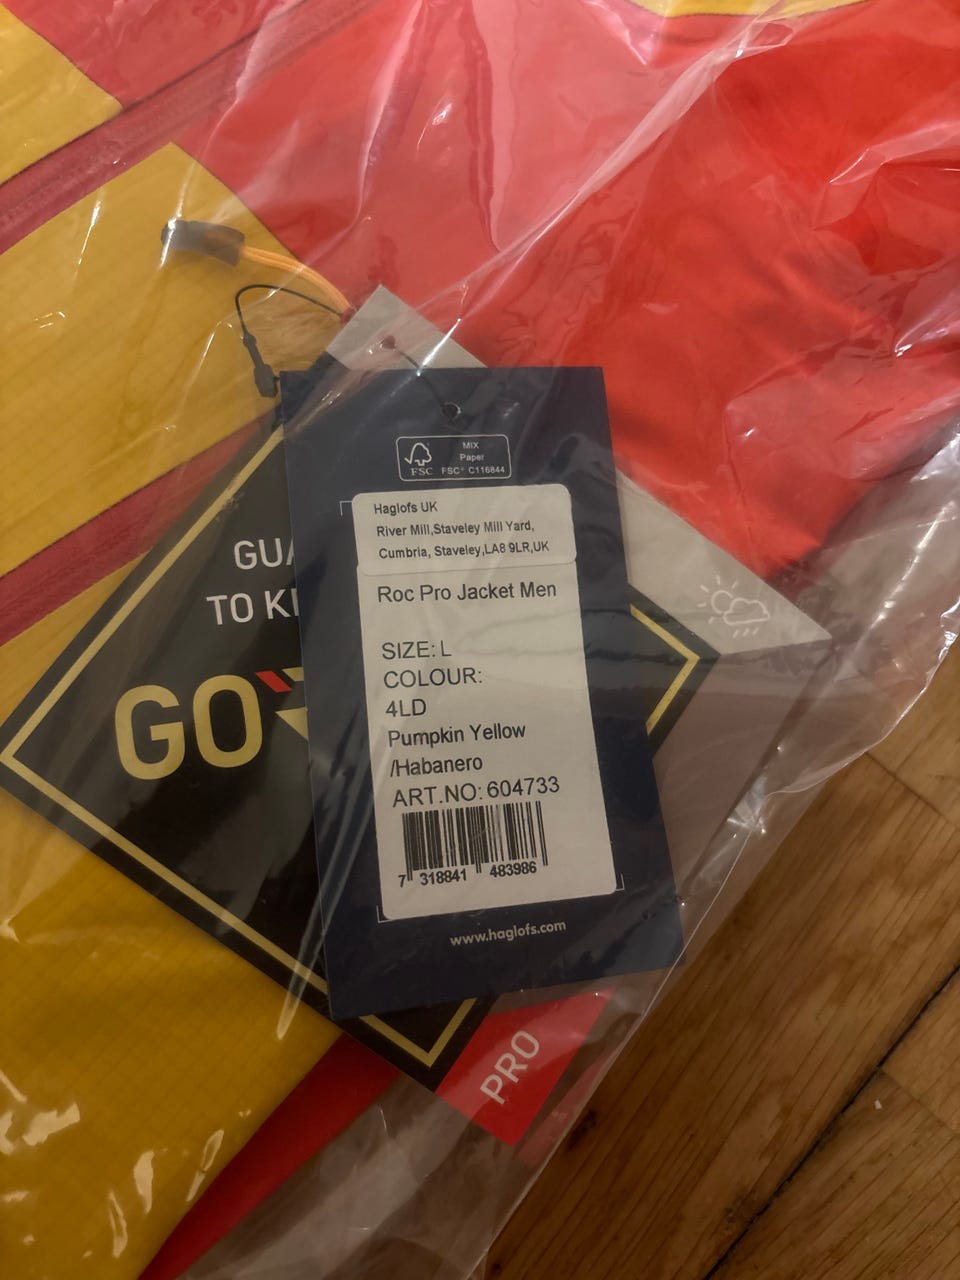 MIX
Paper
FSC FSC® C116844
Haglofs UK
River Mill,Staveley Mill Yard,
Cumbria, Staveley,LA8 9LR,UK
Roc Pro Jacket Men
SIZE: L
COLOUR:
4LD
Pumpkin Yellow
/Habanero
ART.NO: 604733
7 318841 483986
www.haglofs.com
GUA
TO K
GO
PRO